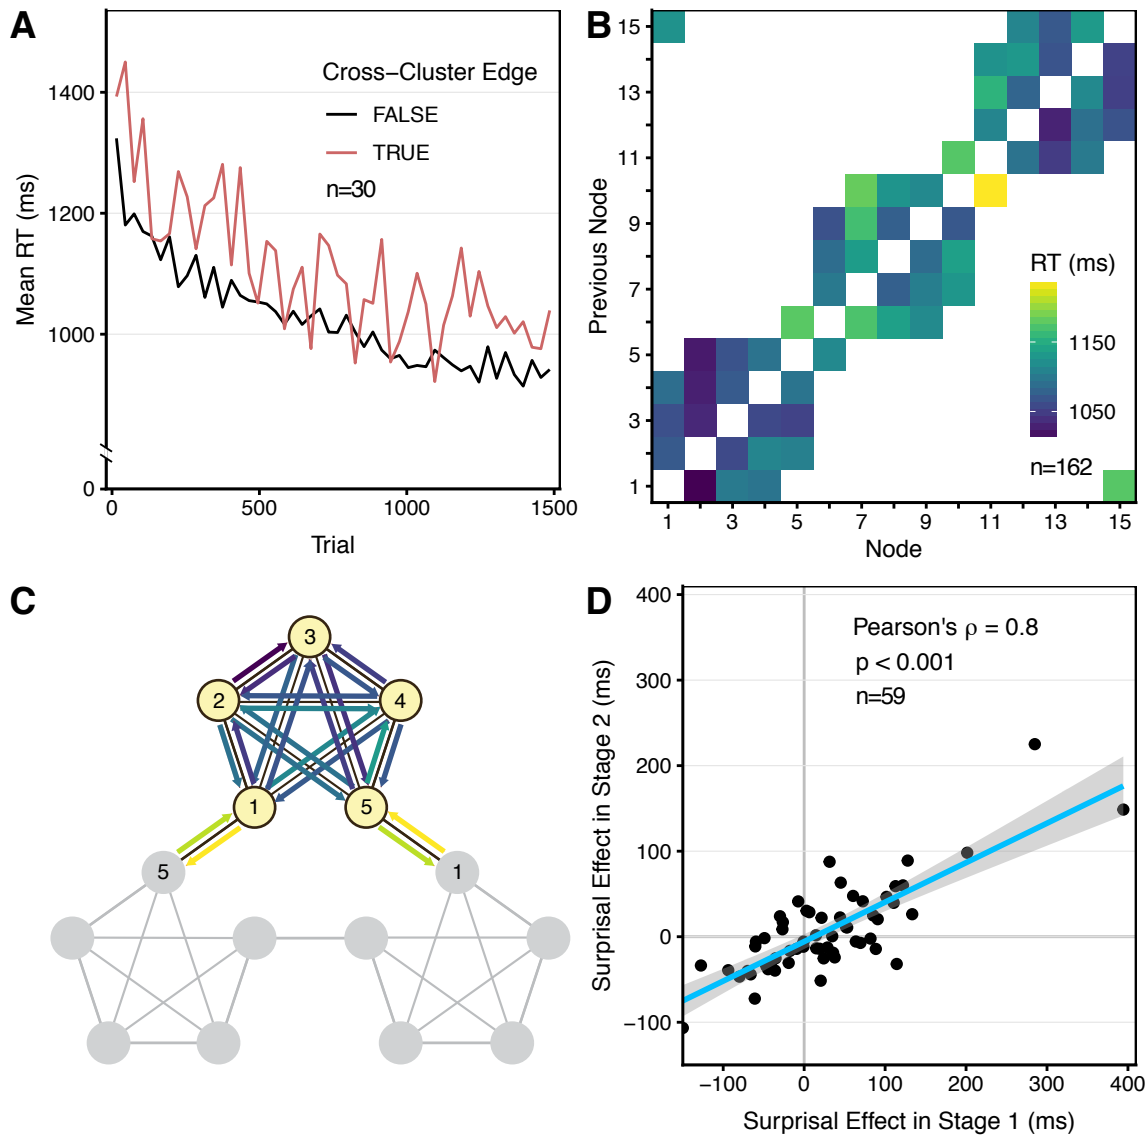 A
Cross−Cluster Edge
FALSE
TRUE
n=30
Mean RT (ms)
1400
1200
1000
0
0 500 1000 1500
Trial
B
Previous Node
15
13
11
9
7
5
3
1
RT (ms)
1150
1050
n=162
1 3 5 7 9 11 13 15
Node
C
3
2 4
1 5
5 1
D
Pearson's ρ = 0.8
p < 0.001
n=59
Surprisal Effect in Stage 2 (ms)
400
300
200
100
0
−100
−100 0 100 200 300 400
Surprisal Effect in Stage 1 (ms)